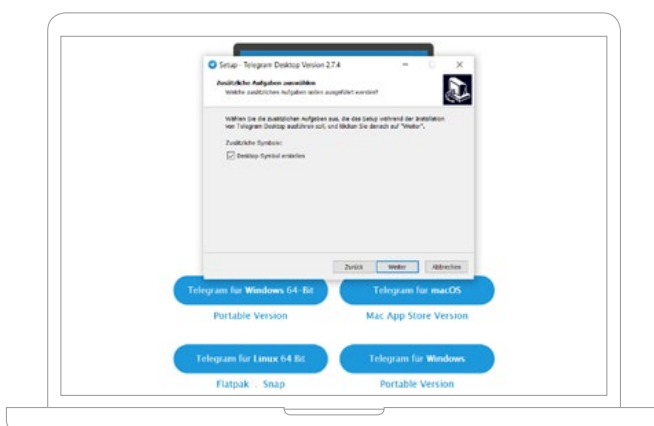 Setup - Telegram Desktop Version 2.7.4
Zusätzliche Aufgaben auswählen
Welche zusätzlichen Aufgaben sollen ausgeführt werden?
Wählen Sie die zusätzlichen Aufgaben aus, die das Setup während der Installation
von Telegram Desktop ausführen soll, und klicken Sie danach auf "Weiter".
Zusätzliche Symbole:
Desktop-Symbol erstellen
Zurück Weiter Abbrechen
Telegram für Windows 64-Bit Telegram für macOS
Portable Version Mac App Store Version
Telegram für Linux 64 Bit Telegram für Windows
Flatpak . Snap Portable Version